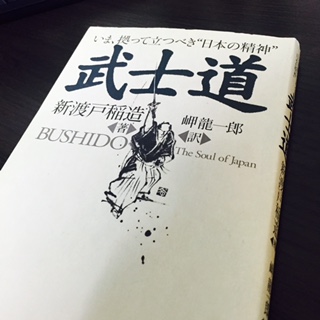 いま、拠って立つべき“日本の精神”
武士道
新渡戸稲造
◀著▶
BUSHIDO
岬龍一郎
◀訳▶
The Soul of Japan